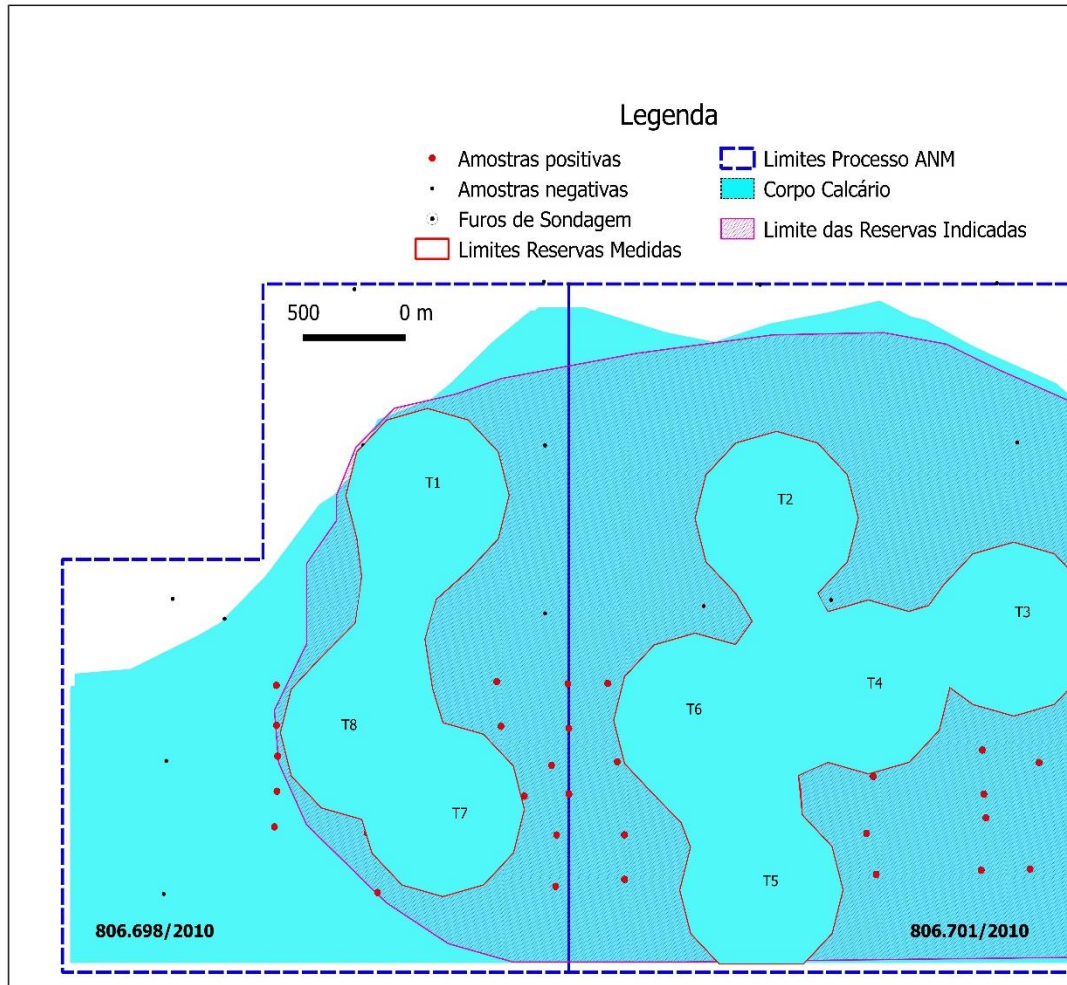 Legenda
Amostras positivas
Amostras negativas
Furos de Sondagem
Limites Reservas Medidas
Limites Processo ANM
Corpo Calcário
Limite das Reservas Indicadas
500 0 m
T1
T2
T3
T4
T6
T8
T7
T5
806.698/2010
806.701/2010